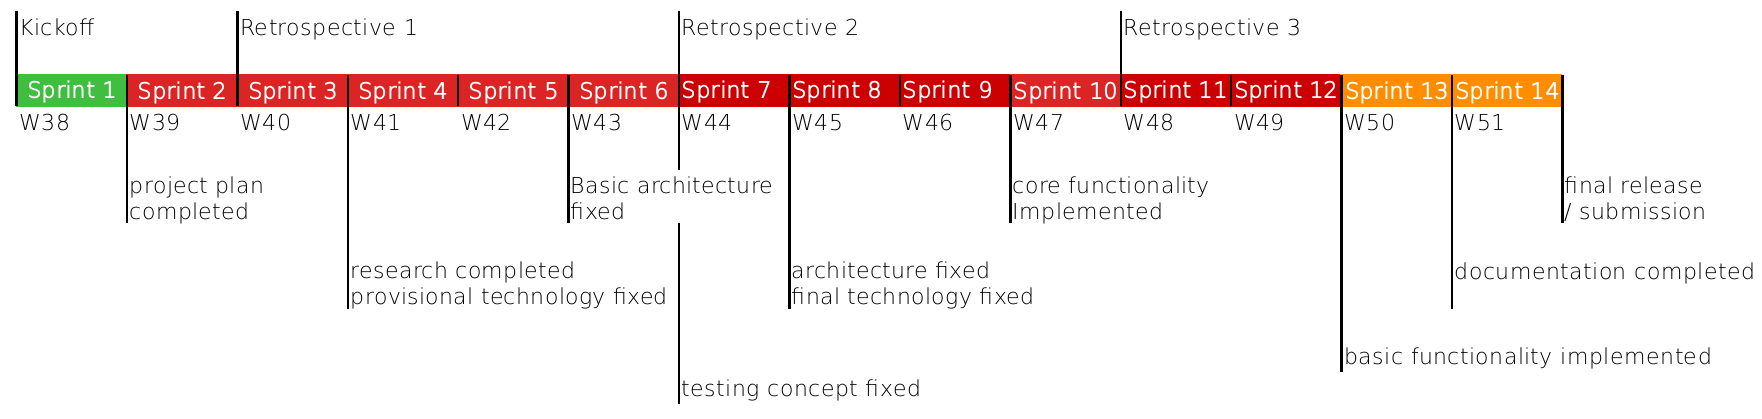 Kickoff
Retrospective 1
Retrospective 2
Retrospective 3
Sprint 1 Sprint 2 Sprint 3 Sprint 4 Sprint 5 Sprint 6 Sprint 7 Sprint 8 Sprint 9 Sprint 10 Sprint 11 Sprint 12 Sprint 13 Sprint 14
W38 W39 W40 W41 W42 W43 W44 W45 W46 W47 W48 W49 W50 W51
project plan
completed
Basic architecture
fixed
core functionality
Implemented
final release
/ submission
research completed
provisional technology fixed
architecture fixed
final technology fixed
documentation completed
basic functionality implemented
testing concept fixed